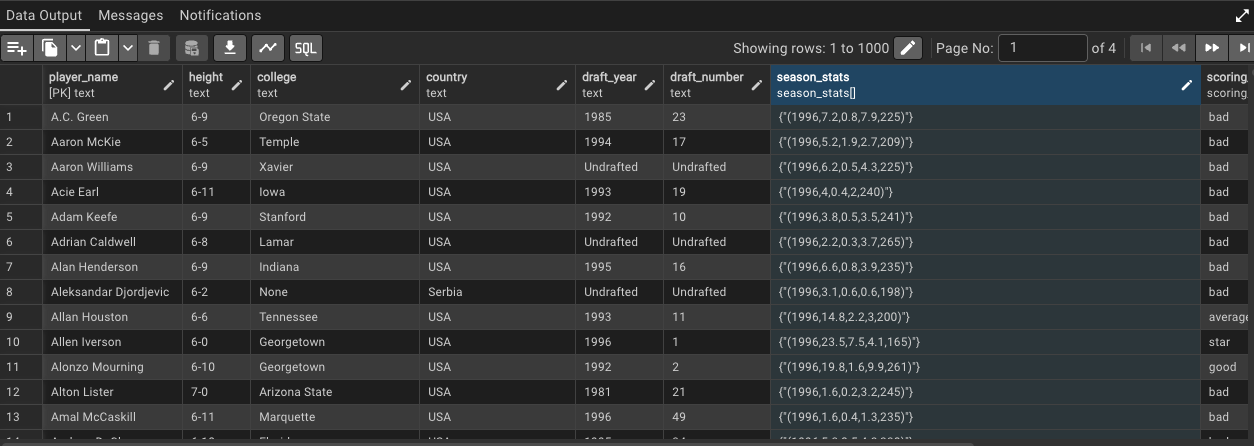 Data Output Messages Notifications
SQL Showing rows: 1 to 1000 Page No: 1 of 4
player_name height college country draft_year draft_number season_stats scoring
[PK] text text text text text text season_stats[] scoring
1 A.C. Green 6-9 Oregon State USA 1985 23 {"(1996,7.2,0.8,7.9,225)"} bad
2 Aaron McKie 6-5 Temple USA 1994 17 {"(1996,5.2,1.9,2.7,209)"} bad
3 Aaron Williams 6-9 Xavier USA Undrafted Undrafted {"(1996,6.2,0.5,4.3,225)"} bad
4 Acie Earl 6-11 Iowa USA 1993 19 {"(1996,4,0.4,2,240)"} bad
5 Adam Keefe 6-9 Stanford USA 1992 10 {"(1996,3.8,0.5,3.5,241)"} bad
6 Adrian Caldwell 6-8 Lamar USA Undrafted Undrafted {"(1996,2.2,0.3,3.7,265)"} bad
7 Alan Henderson 6-9 Indiana USA 1995 16 {"(1996,6.6,0.8,3.9,235)"} bad
8 Aleksandar Djordjevic 6-2 None Serbia Undrafted Undrafted {"(1996,3.1,0.6,0.6,198)"} bad
9 Allan Houston 6-6 Tennessee USA 1993 11 {"(1996,14.8,2.2,3,200)"} average
10 Allen Iverson 6-0 Georgetown USA 1996 1 {"(1996,23.5,7.5,4.1,165)"} star
11 Alonzo Mourning 6-10 Georgetown USA 1992 2 {"(1996,19.8,1.6,9.9,261)"} good
12 Alton Lister 7-0 Arizona State USA 1981 21 {"(1996,1.6,0.2,3.2,245)"} bad
13 Amal McCaskill 6-11 Marquette USA 1996 49 {"(1996,1.6,0.4,1.3,235)"} bad